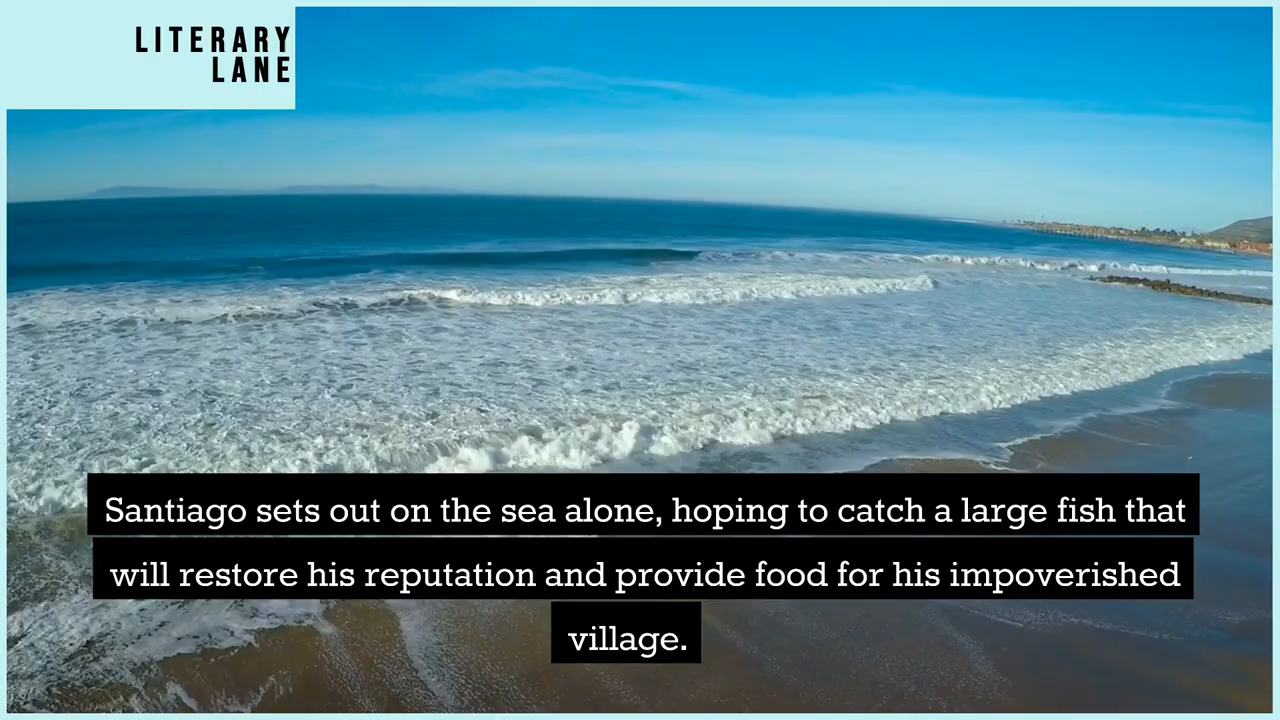 LITERARY
LANE
Santiago sets out on the sea alone, hoping to catch a large fish that
will restore his reputation and provide food for his impoverished
village.